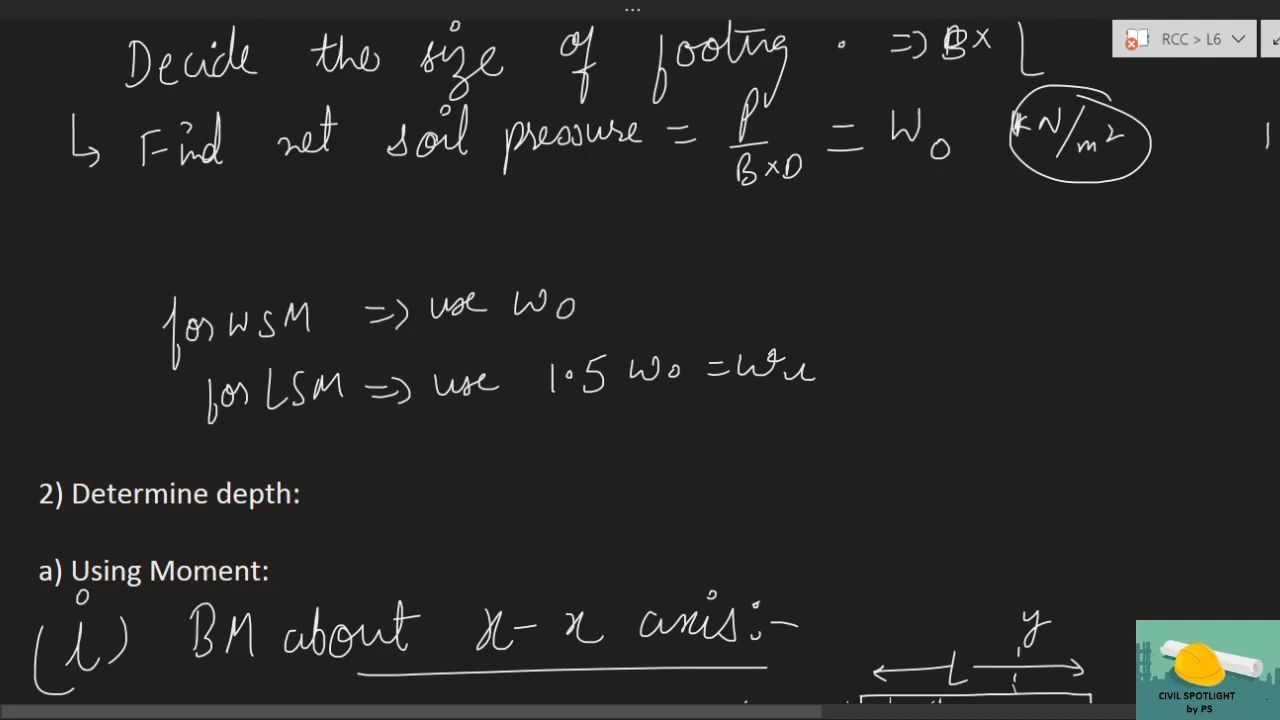 ...
Decide the size of footing . => B x L
RCC > L6
↳ Find net soil pressure = P / B x D = W0 kN/m²
for WSM => use W0
for LSM => use 1.5 W0 = Wu
2) Determine depth:
a) Using Moment:
(i) BM about x-x axis:-
y
L
CIVIL SPOTLIGHT
by PS